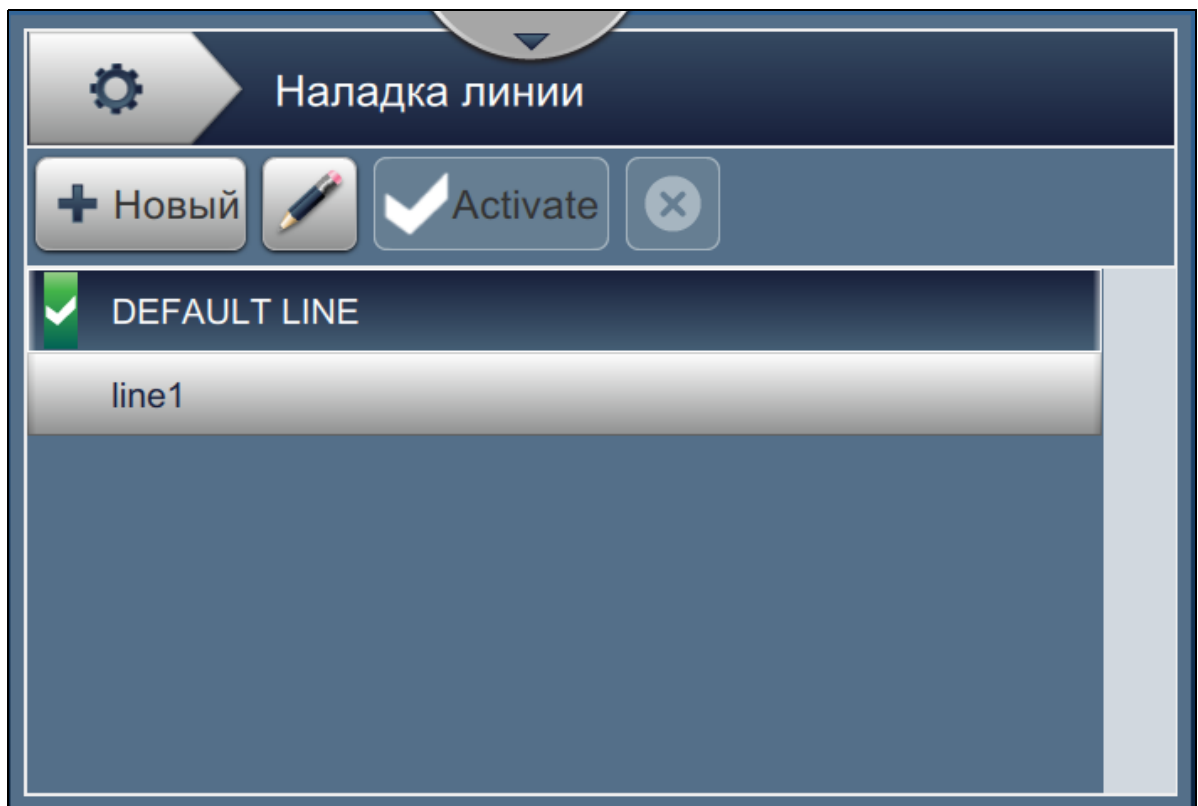 Наладка линии
Новый
Activate
DEFAULT LINE
line1